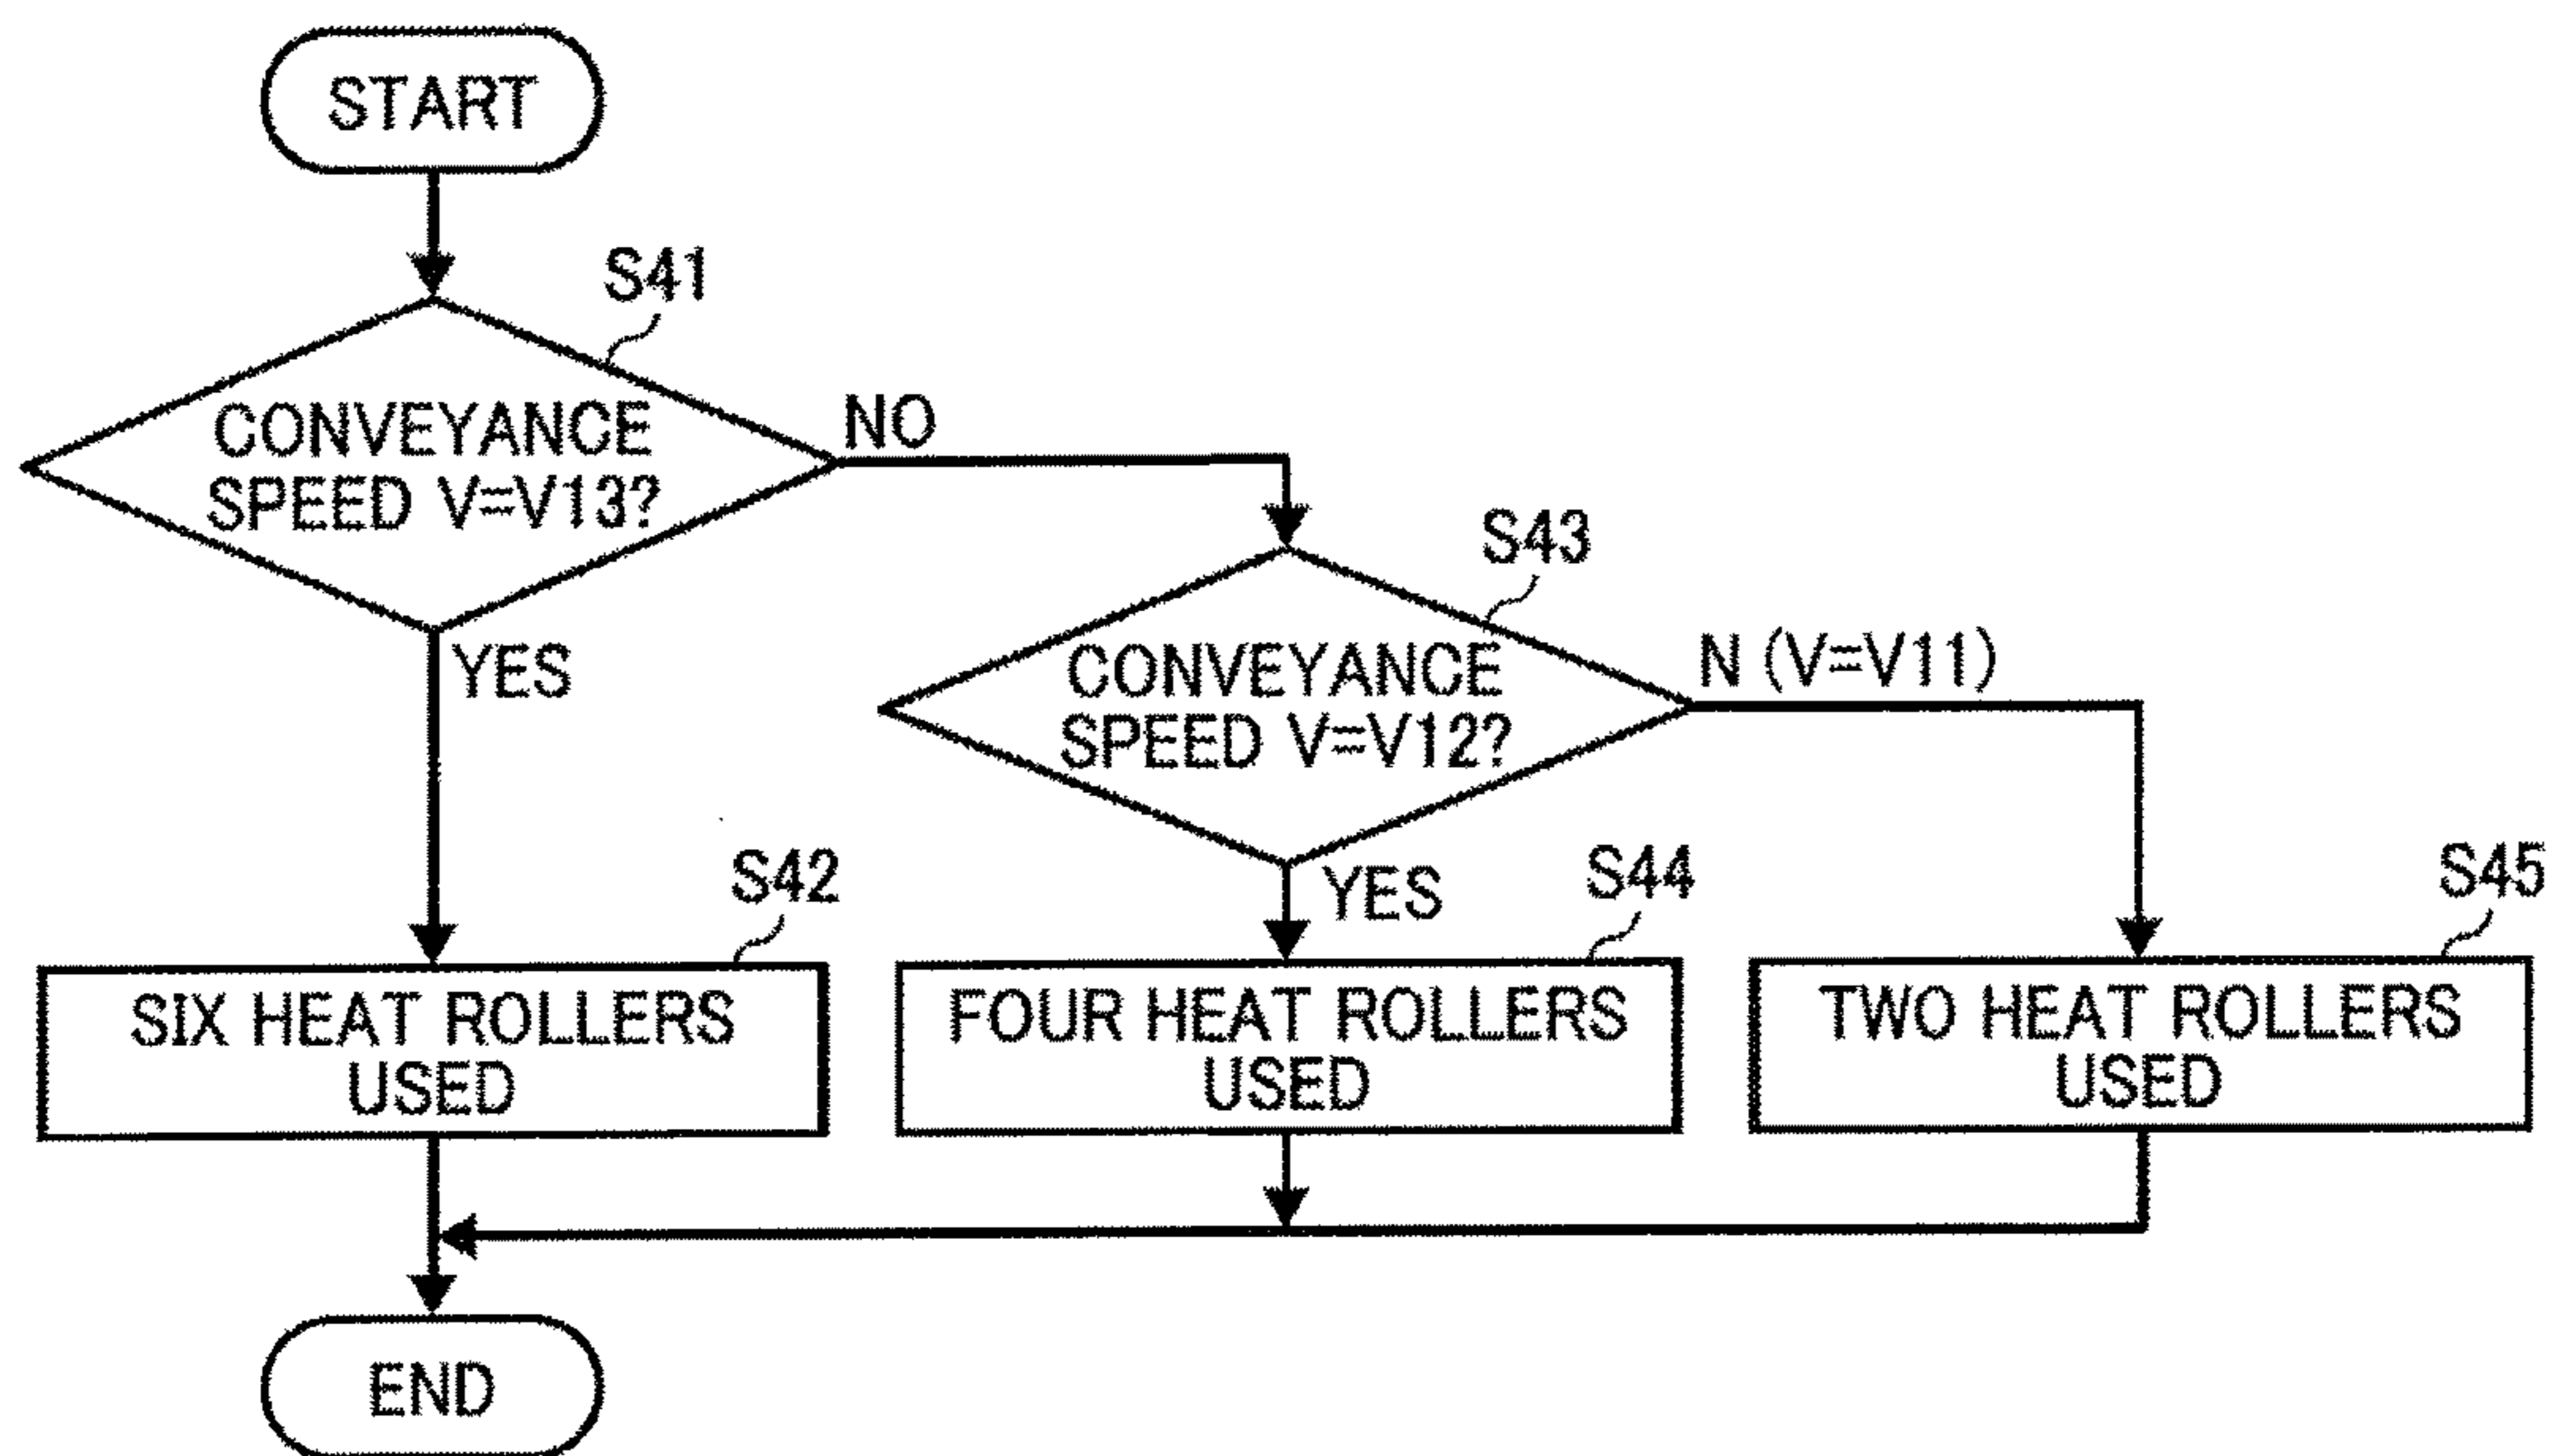 START
S41
CONVEYANCE
SPEED V=V13?
NO
YES
S43
CONVEYANCE
SPEED V=V12?
N (V=V11)
YES
S42
SIX HEAT ROLLERS
USED
S44
FOUR HEAT ROLLERS
USED
S45
TWO HEAT ROLLERS
USED
END